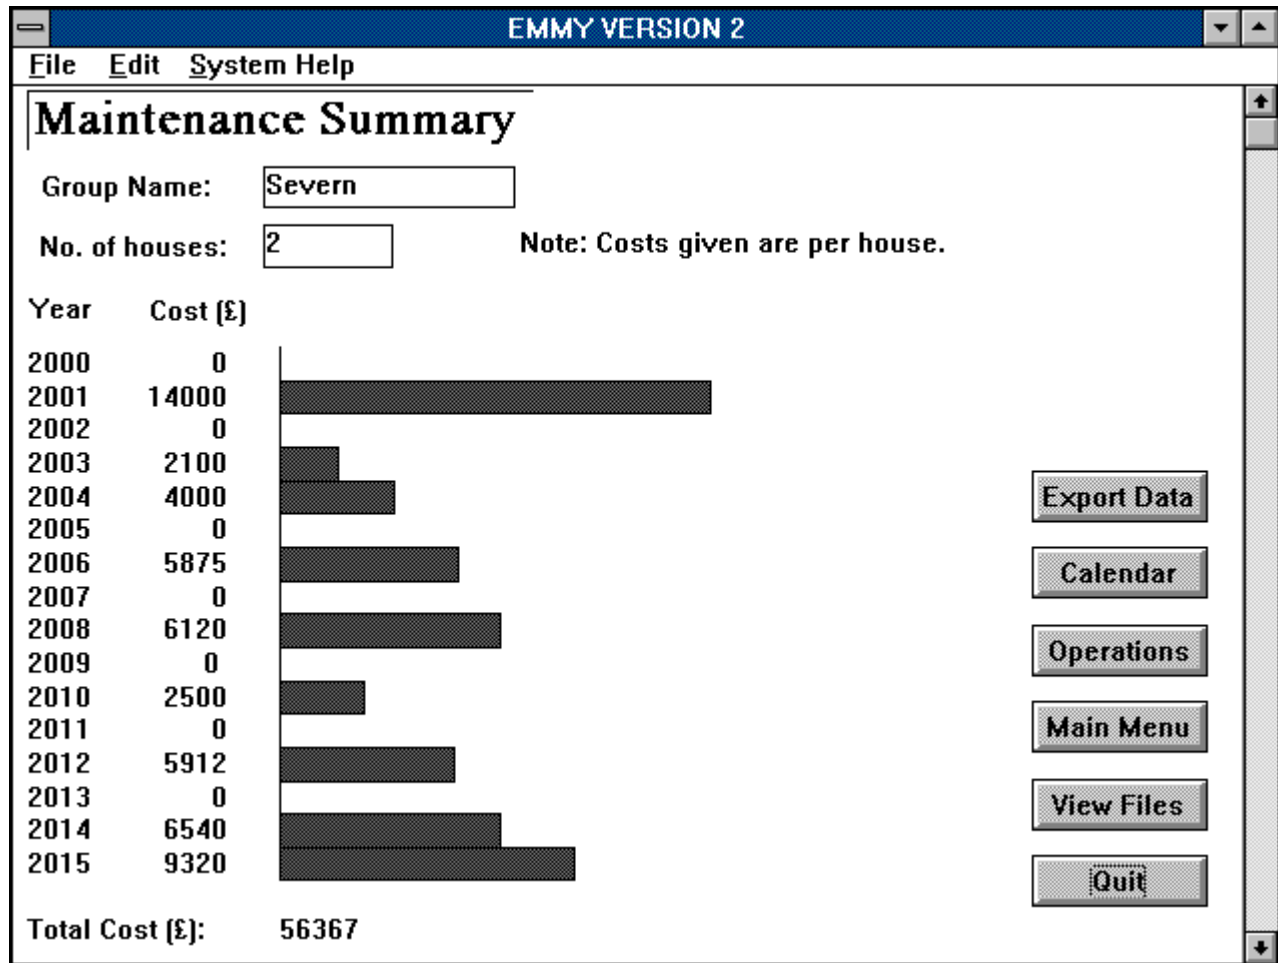 EMMY VERSION 2
File Edit System Help
Maintenance Summary
Group Name: Severn
No. of houses: 2 Note: Costs given are per house.
Year Cost (£)
2000 0
2001 14000
2002 0
2003 2100
2004 4000
2005 0
2006 5875
2007 0
2008 6120
2009 0
2010 2500
2011 0
2012 5912
2013 0
2014 6540
2015 9320
Total Cost (£): 56367
Export Data
Calendar
Operations
Main Menu
View Files
Quit